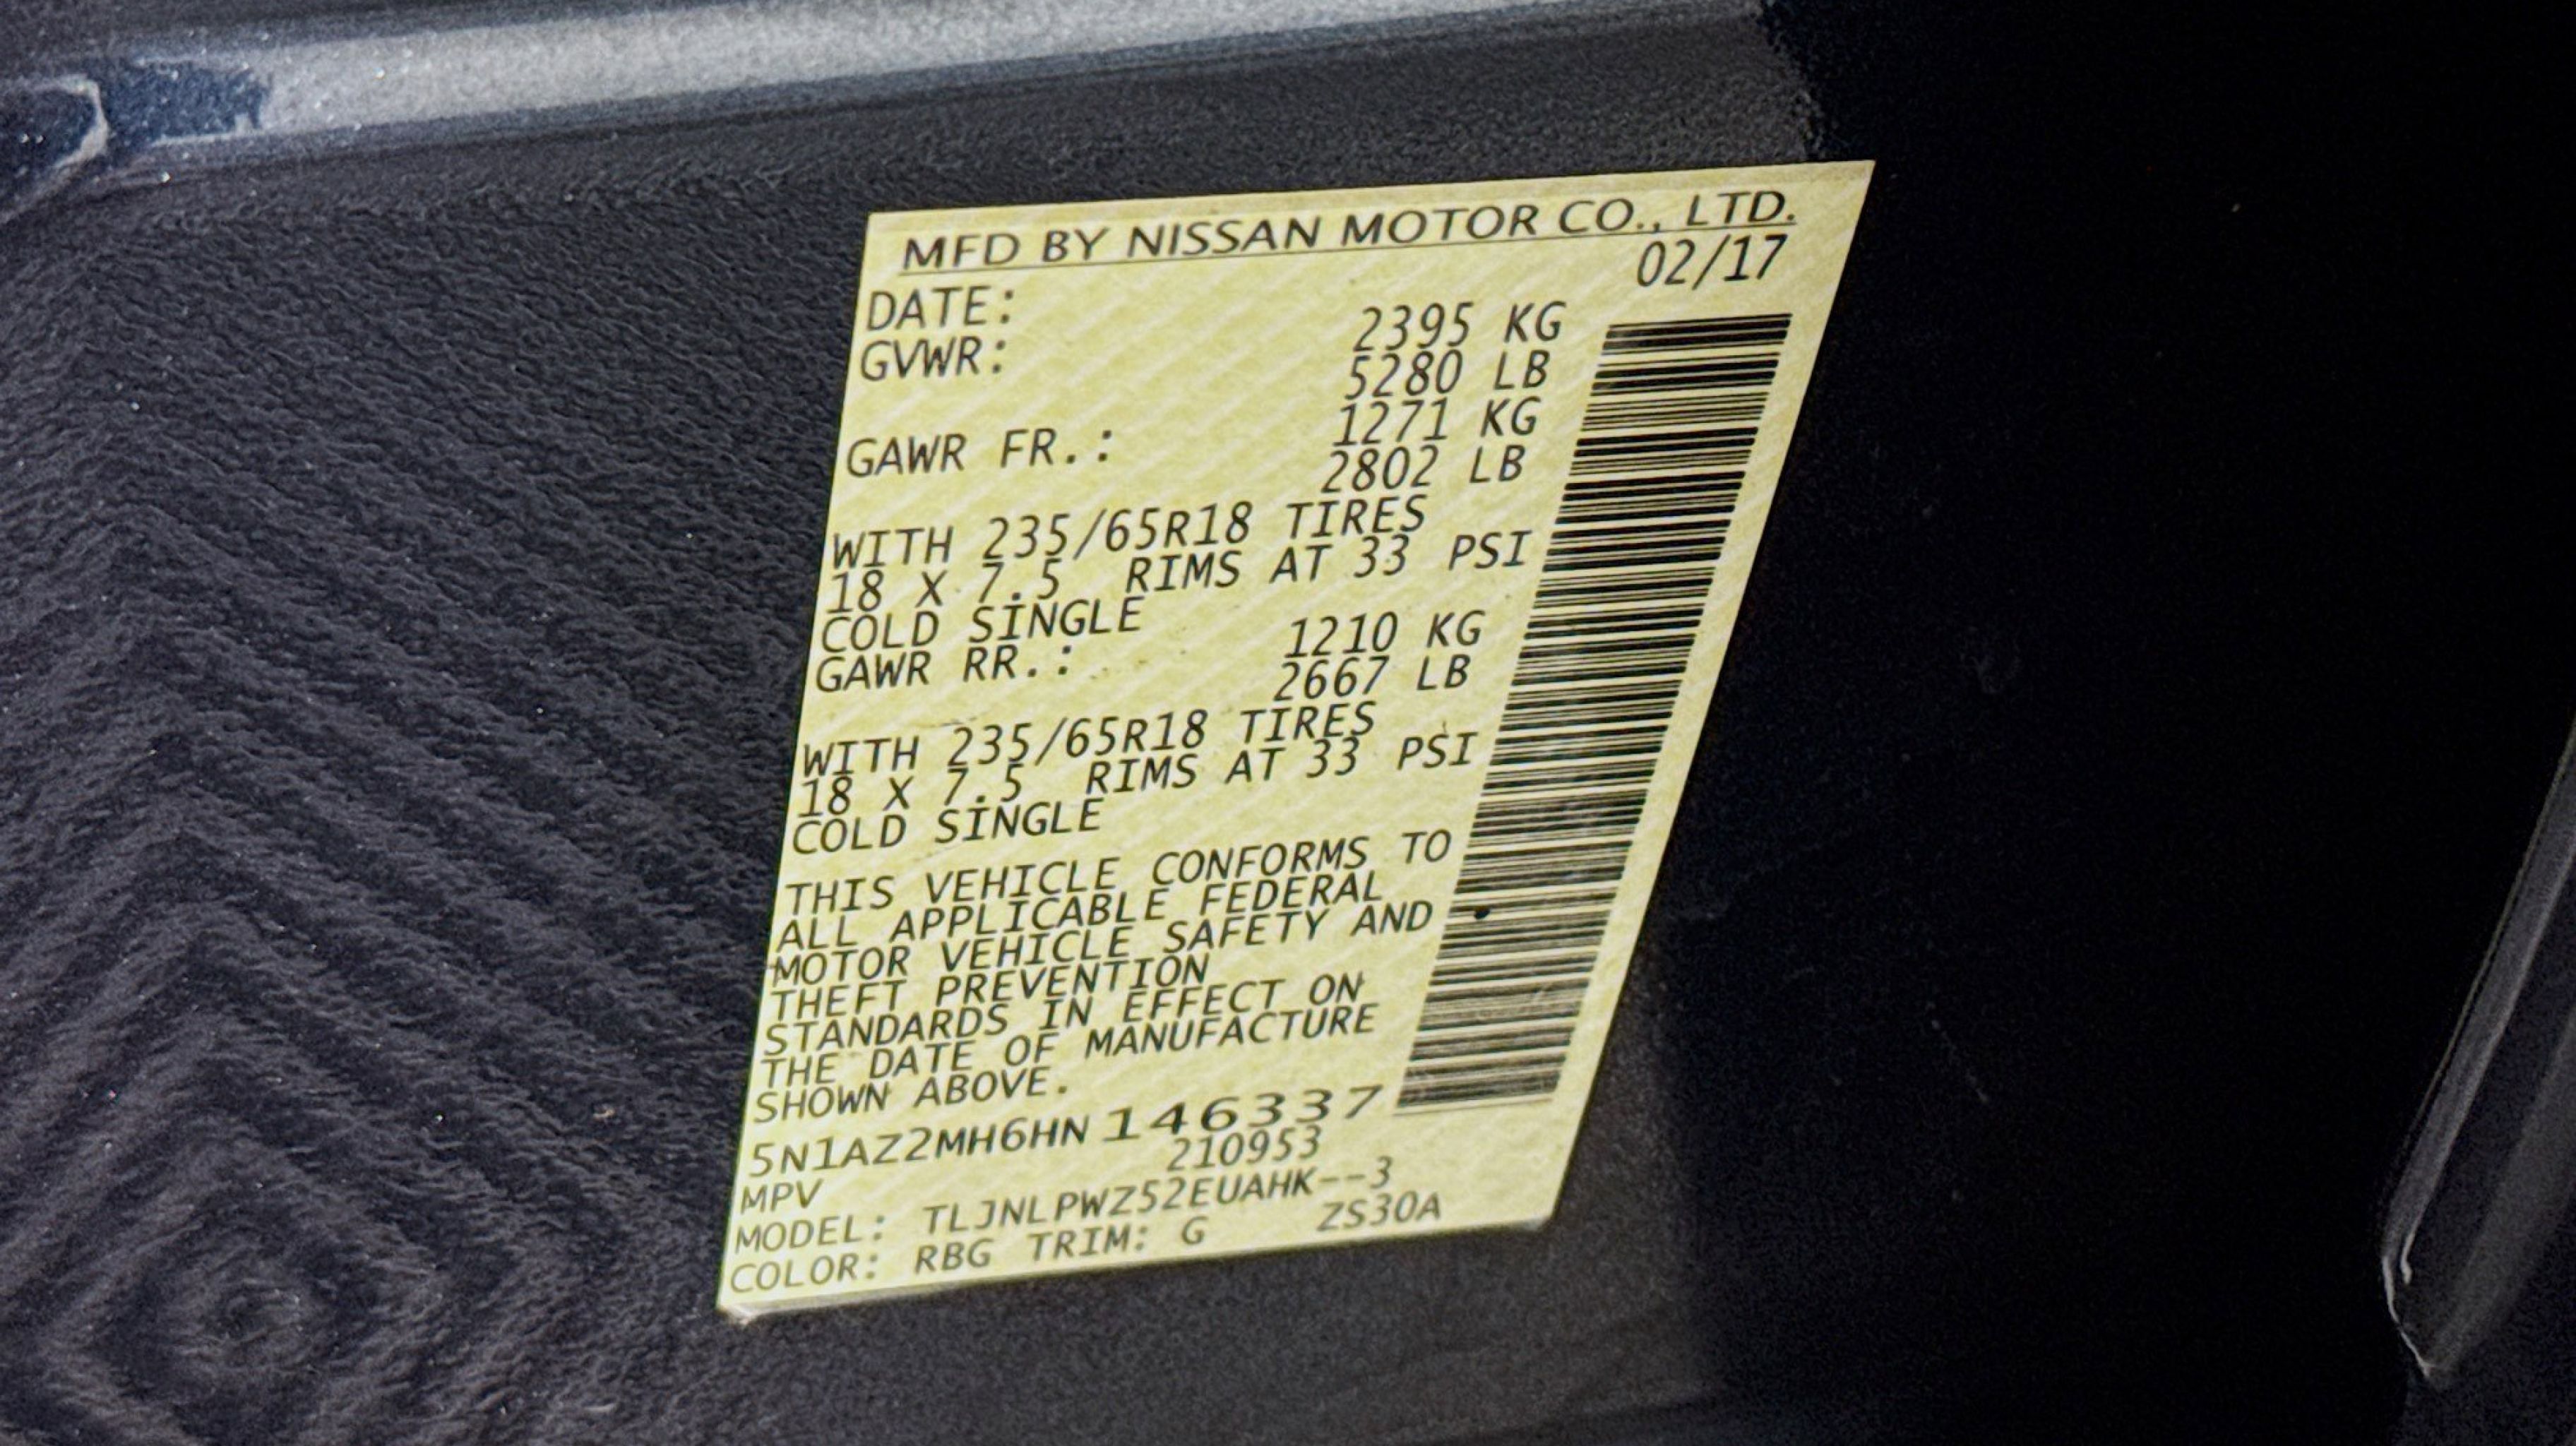 MFD BY NISSAN MOTOR CO., LTD.
DATE: 02/17
GVWR: 2395 KG
5280 LB
GAWR FR.: 1271 KG
2802 LB
WITH 235/65R18 TIRES
18 X 7.5 RIMS AT 33 PSI
COLD SINGLE
GAWR RR.: 1210 KG
2667 LB
WITH 235/65R18 TIRES
18 X 7.5 RIMS AT 33 PSI
COLD SINGLE
THIS VEHICLE CONFORMS TO
ALL APPLICABLE FEDERAL
MOTOR VEHICLE SAFETY AND
THEFT PREVENTION
STANDARDS IN EFFECT ON
THE DATE OF MANUFACTURE
SHOWN ABOVE.
5N1AZ2MH6HN146337
MPV 210953
MODEL: TLJNLPWZ52EUAHK--3
COLOR: RBG TRIM: G ZS30A